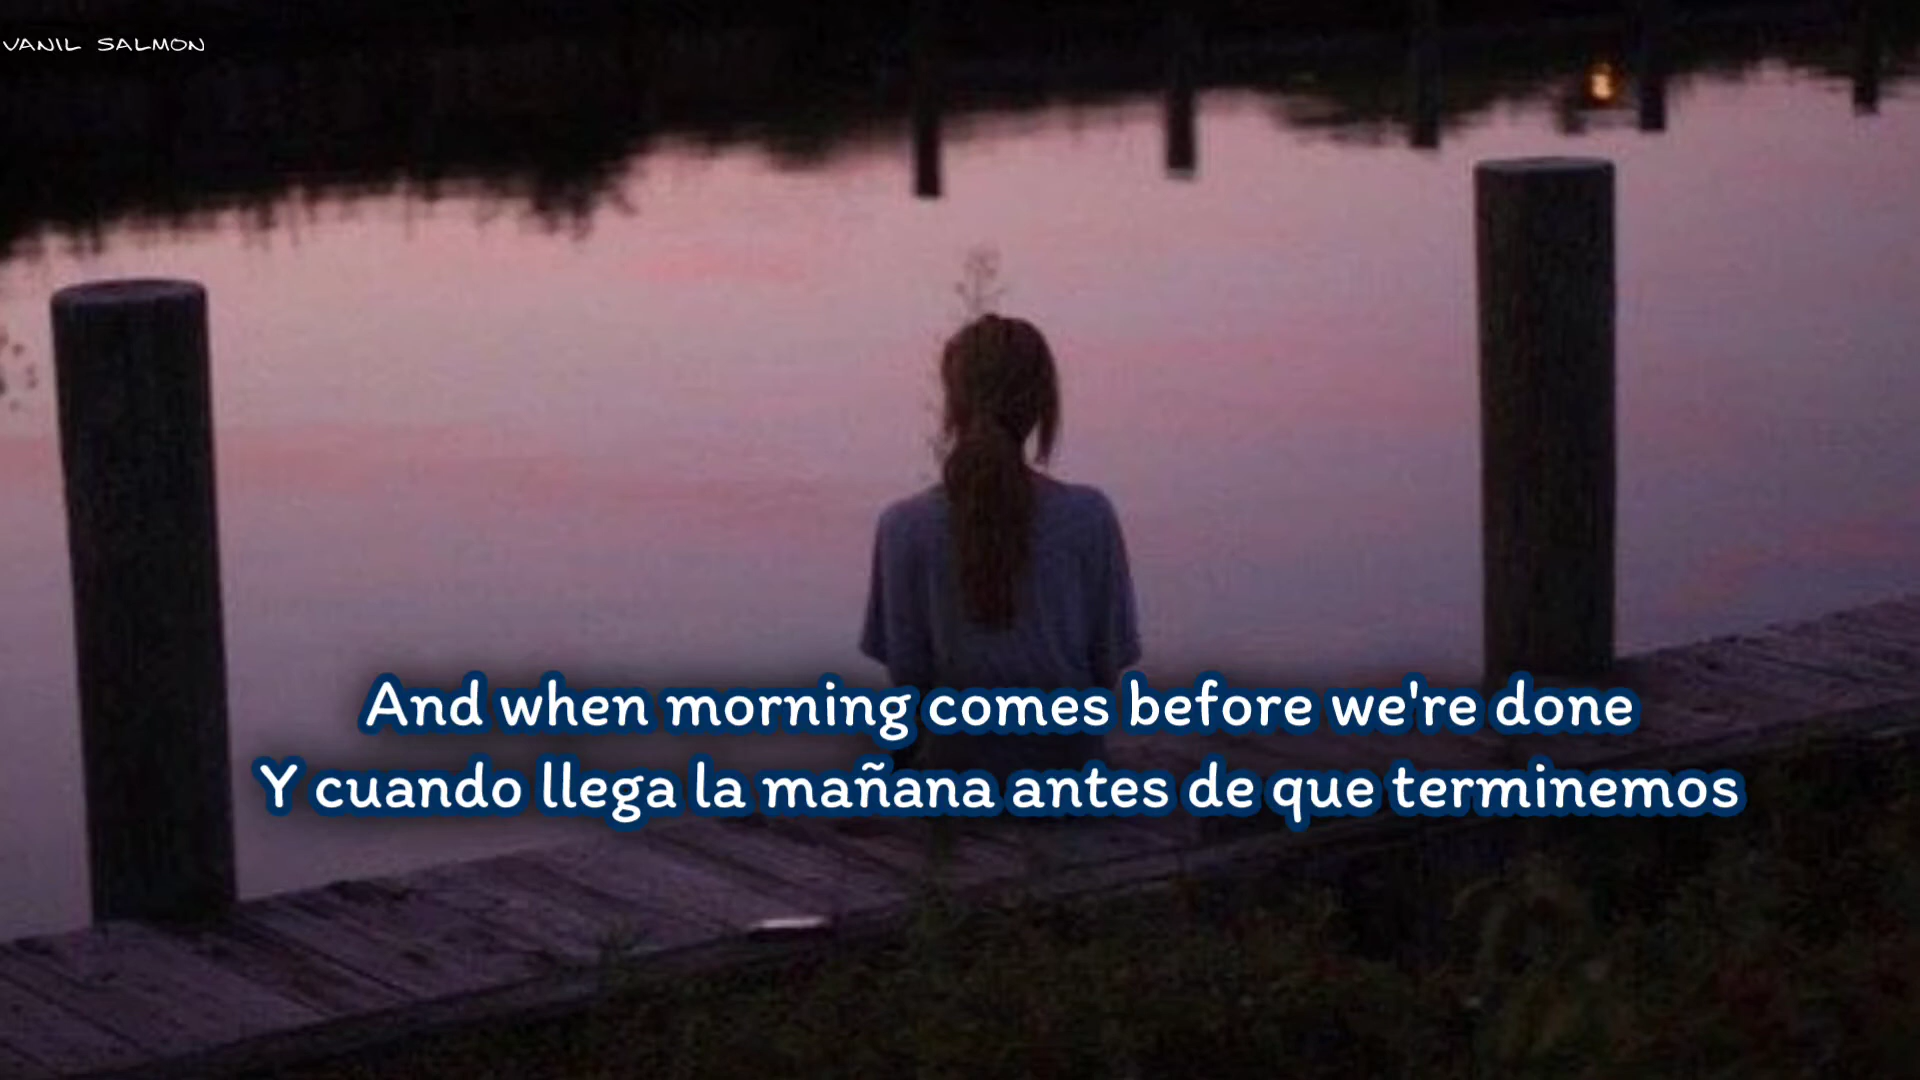 VANIL SALMON
And when morning comes before we're done
Y cuando llega la mañana antes de que terminemos